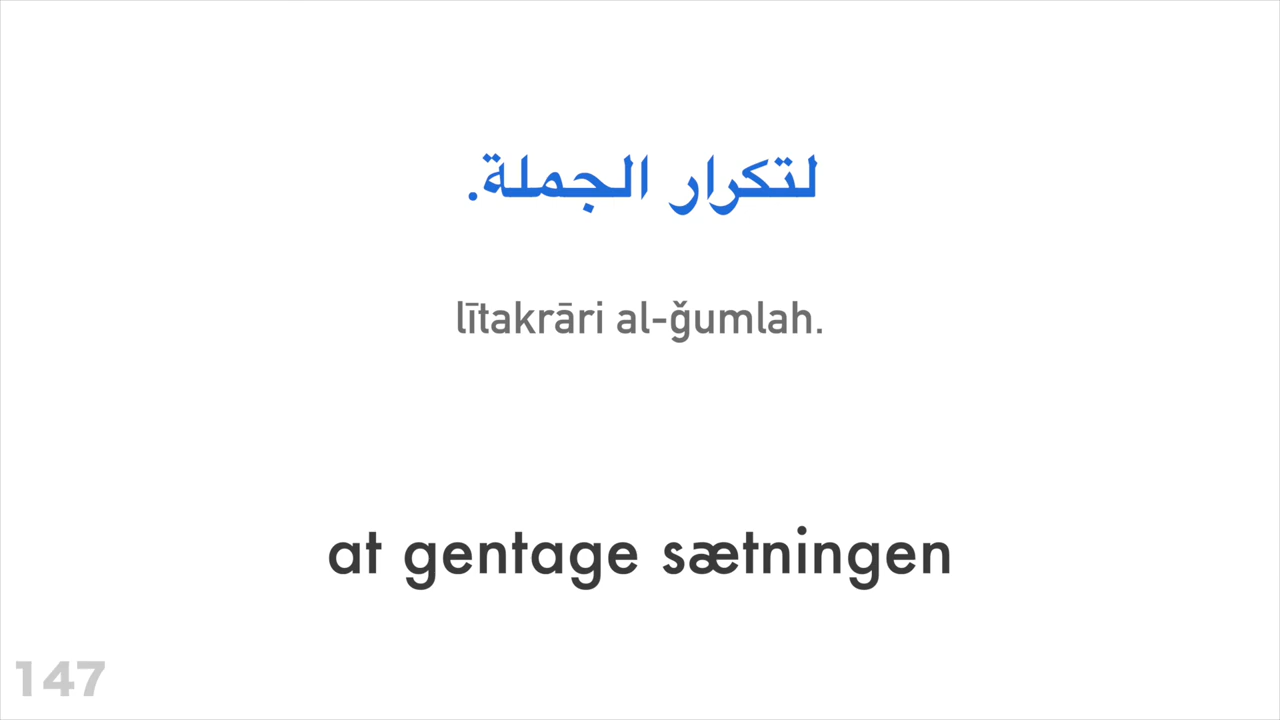 لتكرار الجملة.
lītakrāri al-ğumlah.
at gentage sætningen
147